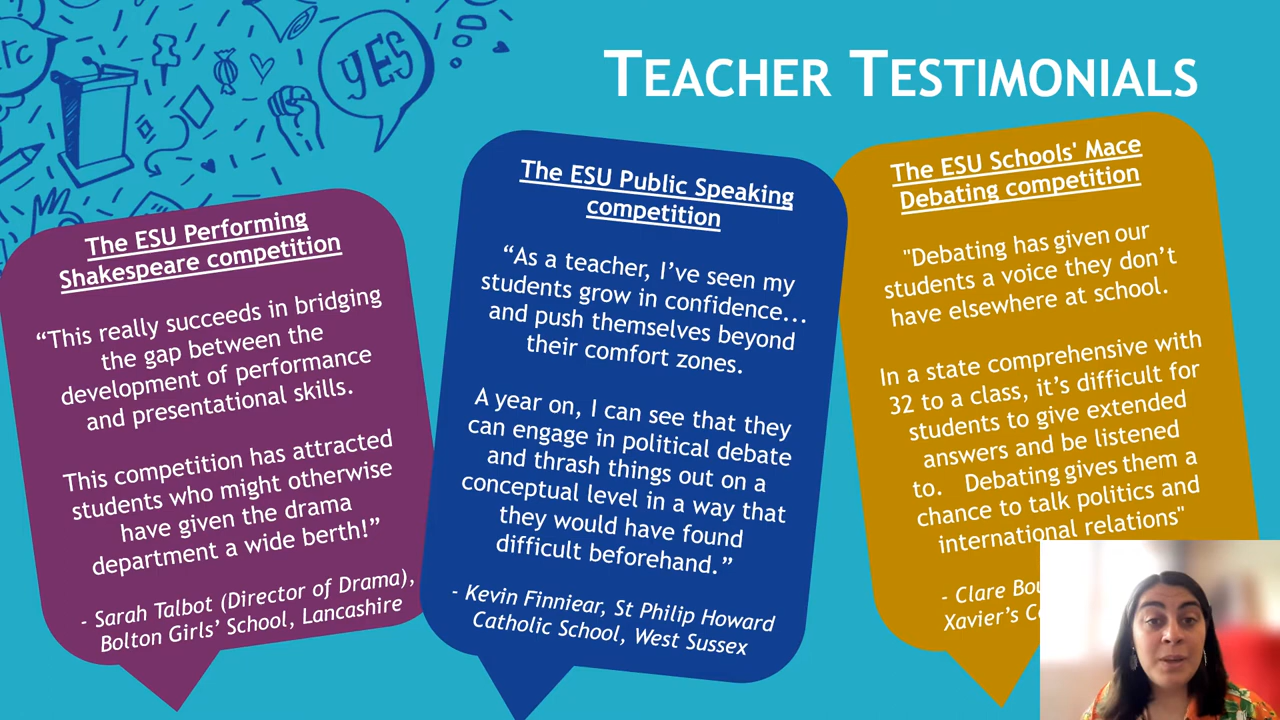 TEACHER TESTIMONIALS
YES
The ESU Performing
Shakespeare competition
“This really succeeds in bridging
the gap between the
development of performance
and presentational skills.
This competition has attracted
students who might otherwise
have given the drama
department a wide berth!”
- Sarah Talbot (Director of Drama),
Bolton Girls’ School, Lancashire
The ESU Public Speaking
competition
“As a teacher, I’ve seen my
students grow in confidence...
and push themselves beyond
their comfort zones.
A year on, I can see that they
can engage in political debate
and thrash things out on a
conceptual level in a way that
they would have found
difficult beforehand.”
- Kevin Finniear, St Philip Howard
Catholic School, West Sussex
The ESU Schools' Mace
Debating competition
"Debating has given our
students a voice they don’t
have elsewhere at school.
In a state comprehensive with
32 to a class, it’s difficult for
students to give extended
answers and be listened
to. Debating gives them a
chance to talk politics and
international relations"
- Clare
Xavier’s